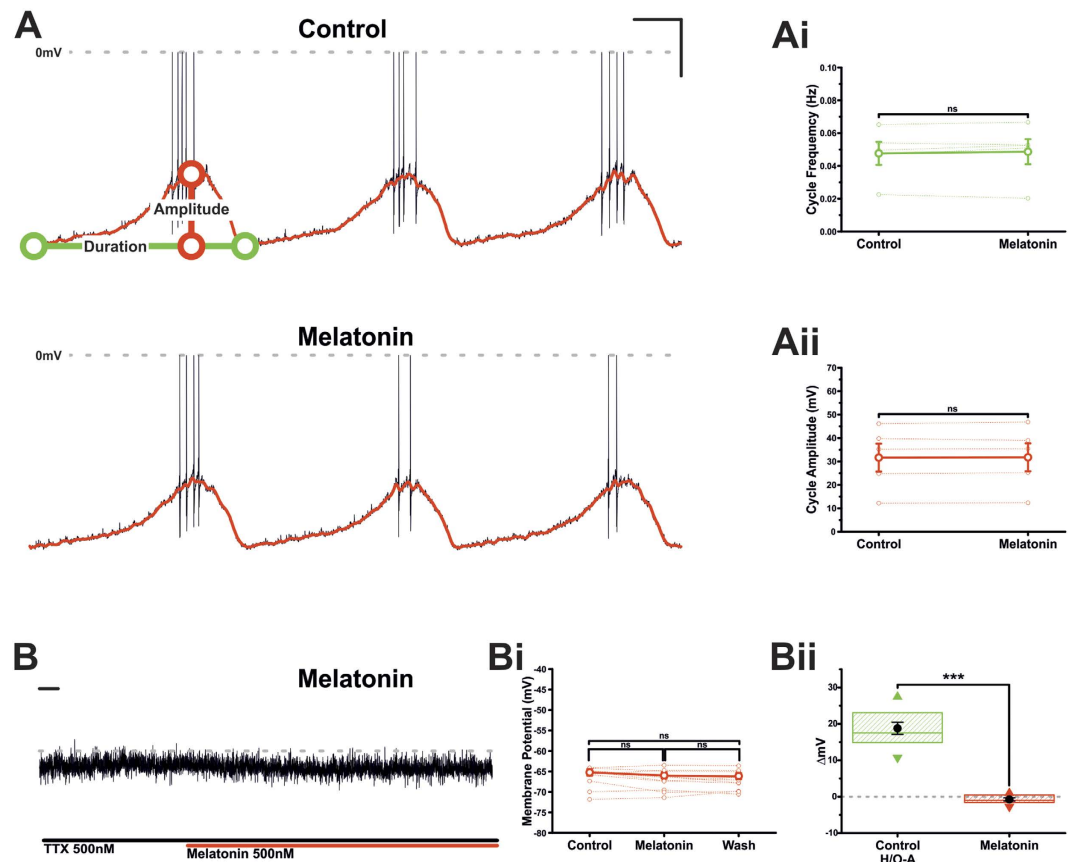 A
Control
0mV
Amplitude
Duration
Ai
Cycle Frequemcy (Hz)
0.10
0.08
0.06
0.04
0.02
0.00
ns
Control
Melatonin
Melatonin
0mV
Aii
Cycle Amplitude (mV)
70
60
50
40
30
20
10
0
ns
Control
Melatonin
B
Melatonin
TTX 500nM
Melatonin 500nM
Bi
Membrane Potential (mV)
-40
-45
-50
-55
-60
-65
-70
-75
-80
ns
ns
ns
Control
Melatonin
Wash
Bii
ΔmV
30
20
10
0
-10
***
Control
H/O-A
Melatonin